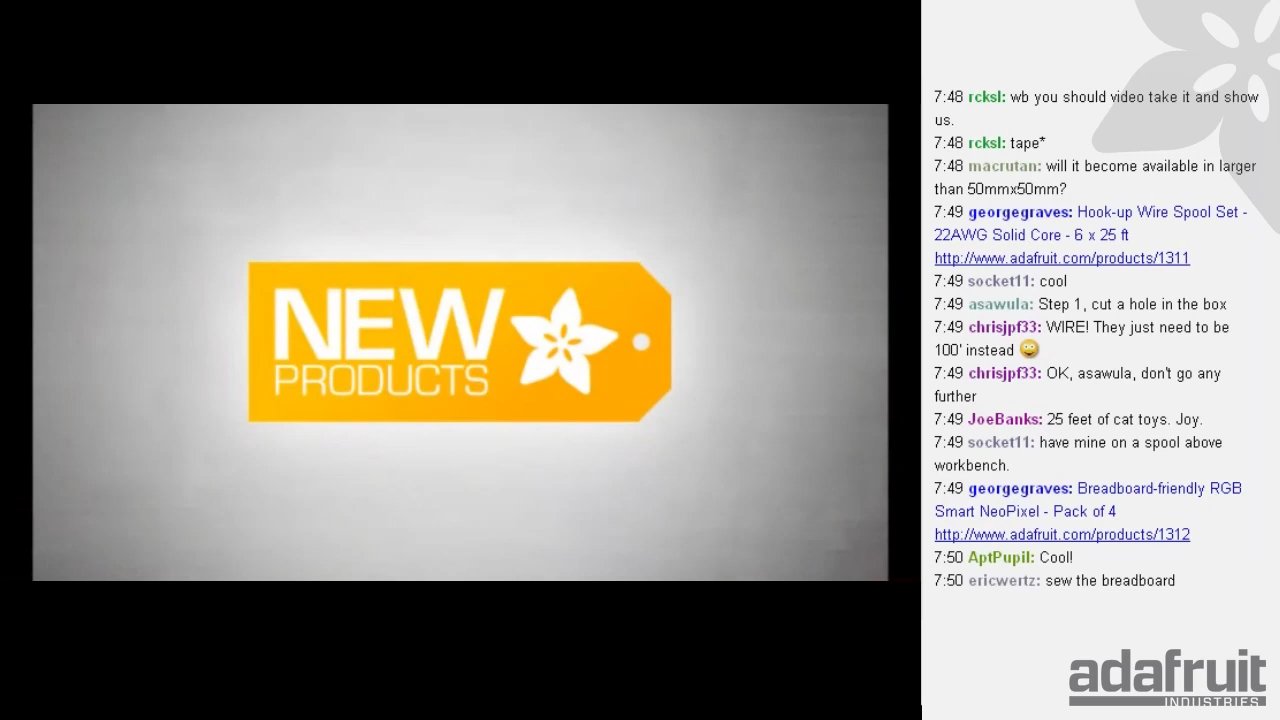 NEW
PRODUCTS
7:48 rcksl: wb you should video take it and show
us.
7:48 rcksl: tape*
7:48 macrutan: will it become available in larger
than 50mmx50mm?
7:49 georgegraves: Hook-up Wire Spool Set -
22AWG Solid Core - 6 x 25 ft
http://www.adafruit.com/products/1311
7:49 socket11: cool
7:49 asawula: Step 1, cut a hole in the box
7:49 chrisjpf33: WIRE! They just need to be
100' instead
7:49 chrisjpf33: OK, asawula, don't go any
further
7:49 JoeBanks: 25 feet of cat toys. Joy.
7:49 socket11: have mine on a spool above
workbench.
7:49 georgegraves: Breadboard-friendly RGB
Smart NeoPixel - Pack of 4
http://www.adafruit.com/products/1312
7:50 AptPupil: Cool!
7:50 ericwertz: sew the breadboard
adafruit
INDUSTRIES